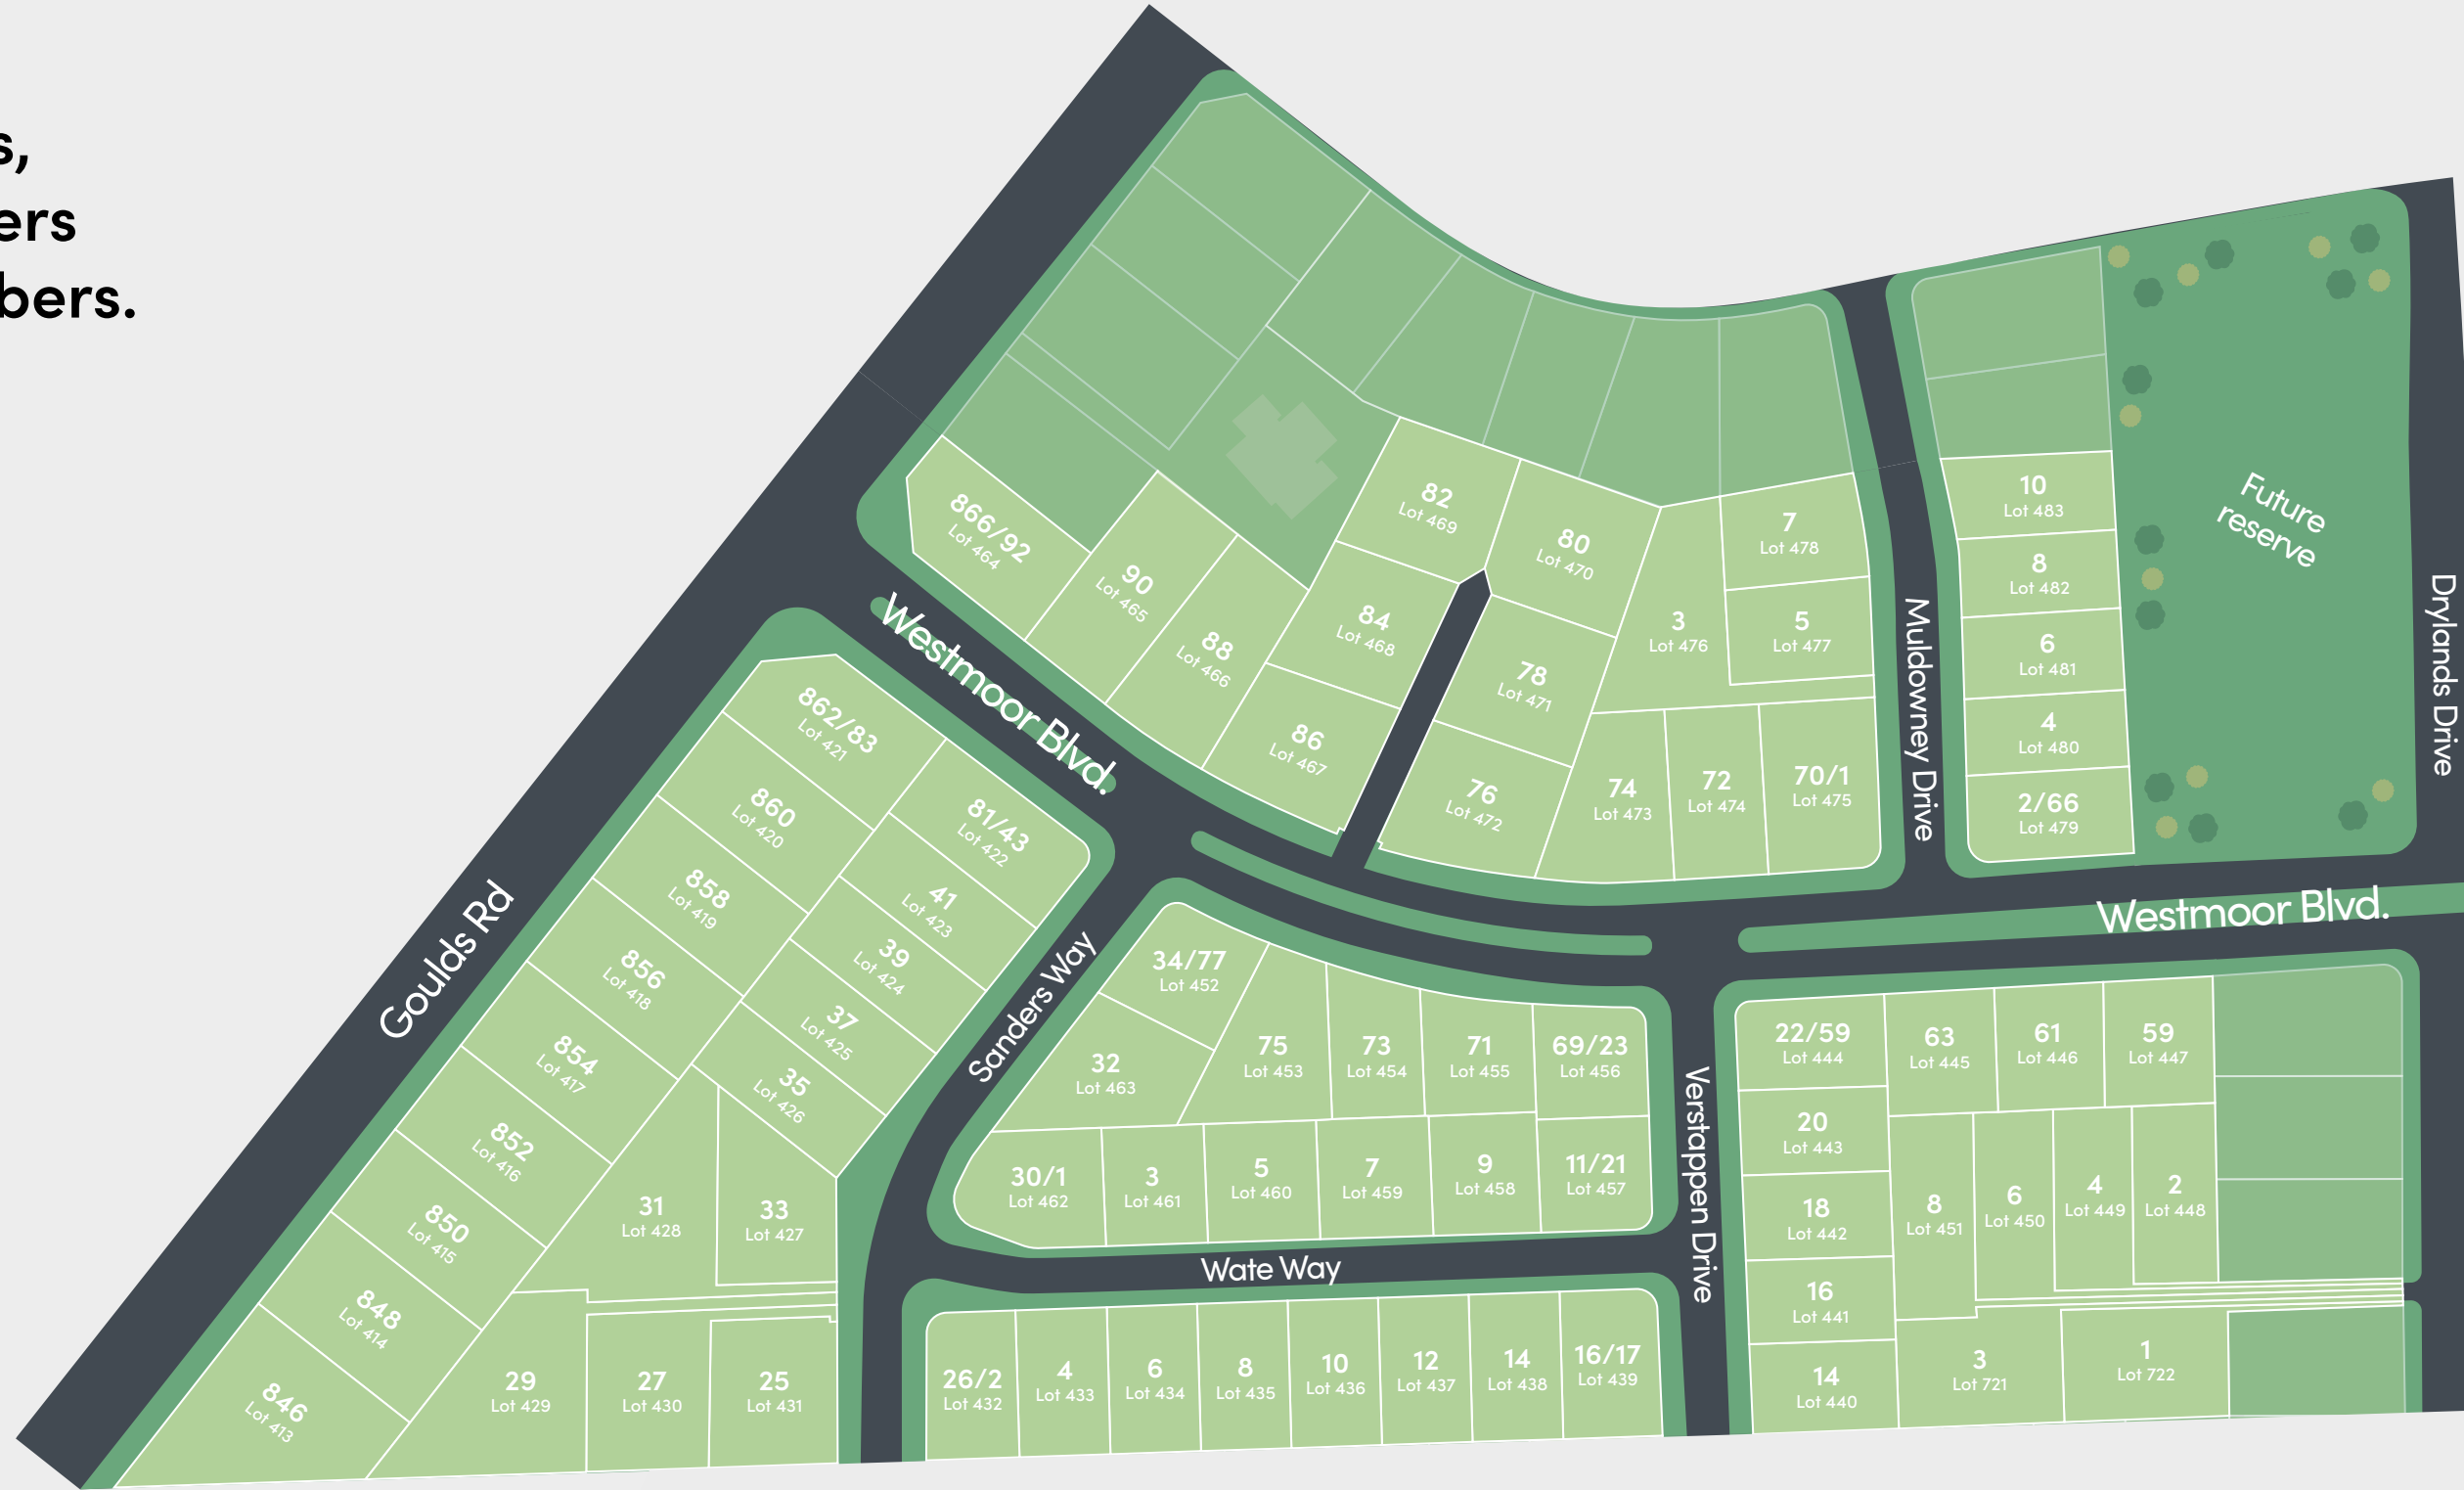 s,
ers
bers.
866/92
Lot 464
90
Lot 465
88
Lot 466
86
Lot 467
84
Lot 468
82
Lot 469
80
Lot 470
78
Lot 471
76
Lot 472
74
Lot 473
72
Lot 474
70/1
Lot 475
3
Lot 476
5
Lot 477
7
Lot 478
10
Lot 483
8
Lot 482
6
Lot 481
4
Lot 480
2/66
Lot 479
Future
reserve
Drylands Drive
Muldowney Drive
Westmoor Blvd.
Westmoor Blvd.
Goulds Rd
862/83
Lot 421
860
Lot 420
858
Lot 419
856
Lot 418
854
Lot 417
852
Lot 416
850
Lot 415
848
Lot 414
846
Lot 413
81/43
Lot 422
41
Lot 423
39
Lot 424
37
Lot 425
35
Lot 426
33
Lot 427
31
Lot 428
29
Lot 429
27
Lot 430
25
Lot 431
Sanders Way
34/77
Lot 452
32
Lot 463
75
Lot 453
73
Lot 454
71
Lot 455
69/23
Lot 456
30/1
Lot 462
3
Lot 461
5
Lot 460
7
Lot 459
9
Lot 458
11/21
Lot 457
Wate Way
Verstappen Drive
26/2
Lot 432
4
Lot 433
6
Lot 434
8
Lot 435
10
Lot 436
12
Lot 437
14
Lot 438
16/17
Lot 439
22/59
Lot 444
63
Lot 445
61
Lot 446
59
Lot 447
20
Lot 443
18
Lot 442
16
Lot 441
14
Lot 440
8
Lot 451
6
Lot 450
4
Lot 449
2
Lot 448
3
Lot 721
1
Lot 722